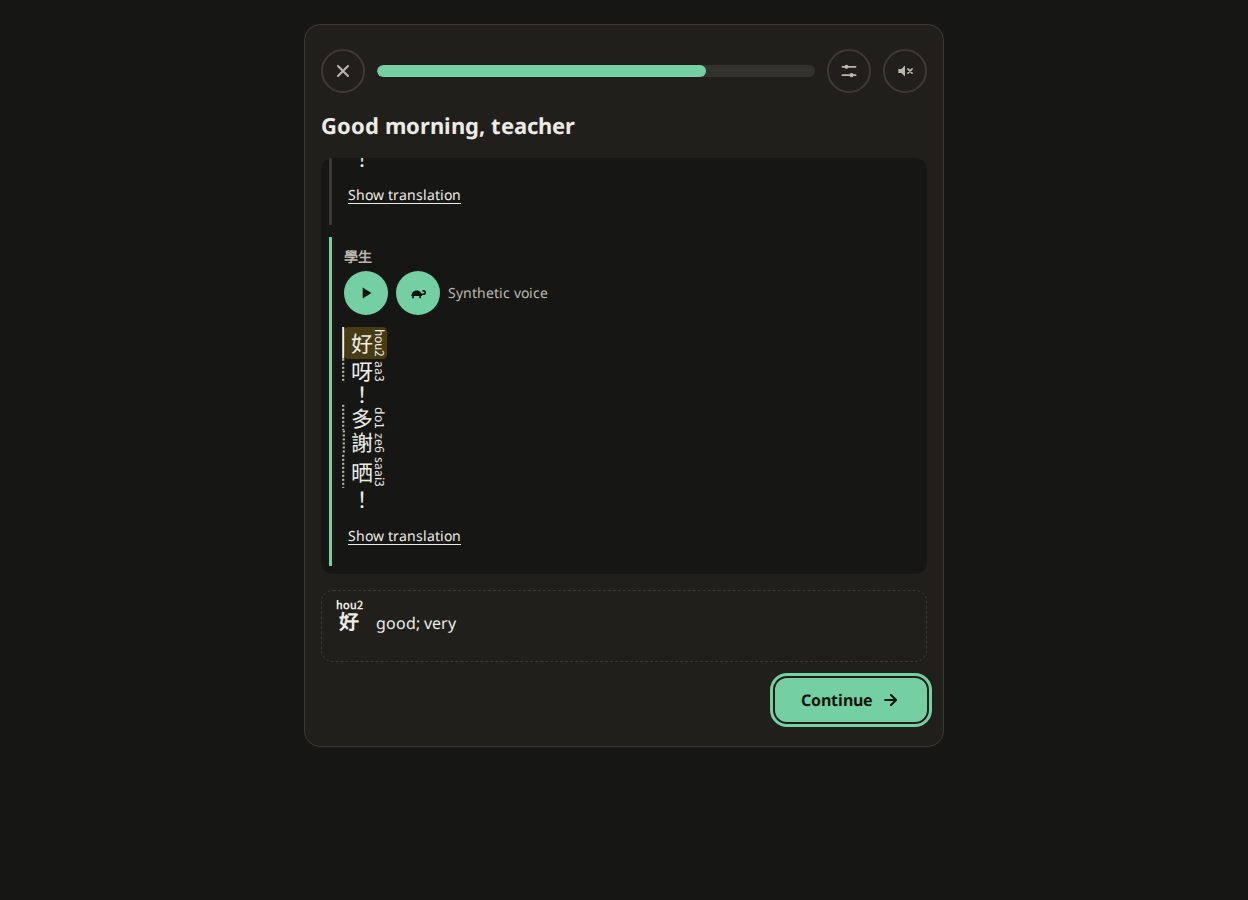 Good morning, teacher
！
Show translation
學生
Synthetic voice
好呀！多謝晒！
hou2 aa3 do1 ze6 saai3
Show translation
hou2
好 good; very
Continue